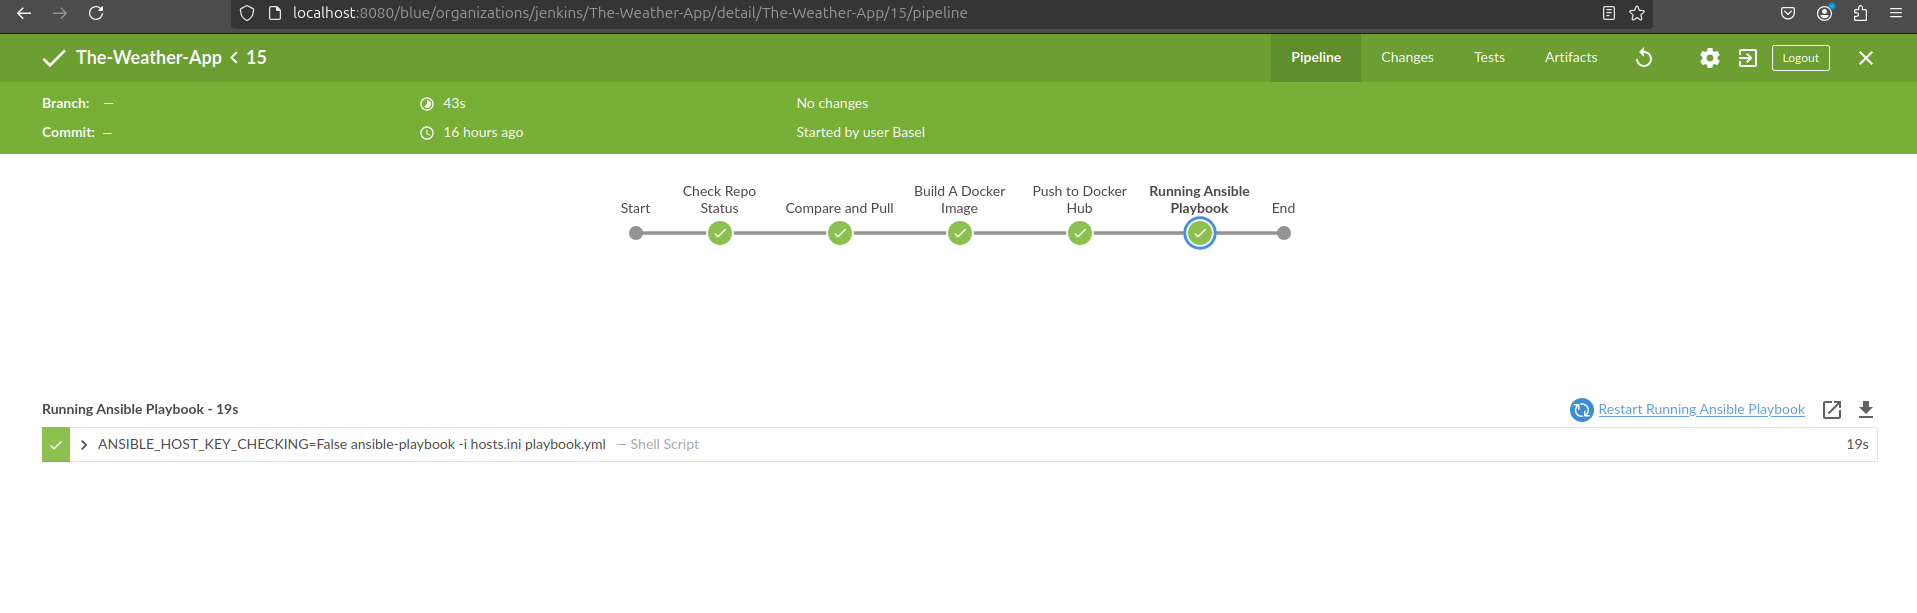 localhost:8080/blue/organizations/jenkins/The-Weather-App/detail/The-Weather-App/15/pipeline
The-Weather-App < 15
Pipeline
Changes
Tests
Artifacts
Logout
Branch: —
43s
No changes
Commit: —
16 hours ago
Started by user Basel
Start
Check Repo
Status
Compare and Pull
Build A Docker
Image
Push to Docker
Hub
Running Ansible
Playbook
End
Running Ansible Playbook - 19s
Restart Running Ansible Playbook
ANSIBLE_HOST_KEY_CHECKING=False ansible-playbook -i hosts.ini playbook.yml — Shell Script
19s